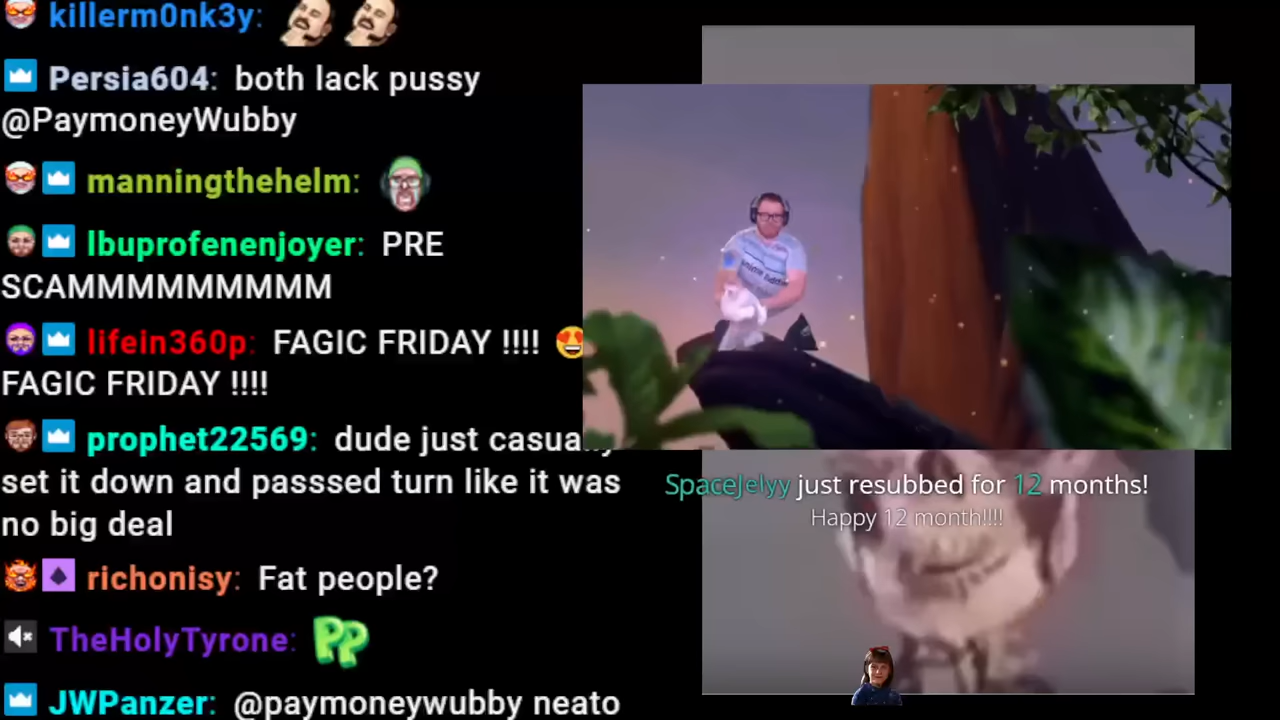 killerm0nk3y:
Persia604: both lack pussy
@PaymoneyWubby
manningthehelm:
Ibuprofenenjoyer: PRE
SCAMMMMMMMMM
lifein360p: FAGIC FRIDAY !!!!
FAGIC FRIDAY !!!!
prophet22569: dude just
set it down and passsed turn like it was
no big deal
richonisy: Fat people?
TheHolyTyrone: PP
JWPanzer: @paymoneywubby neato
SpaceJelyy just resubbed for 12 months!
Happy 12 month!!!!